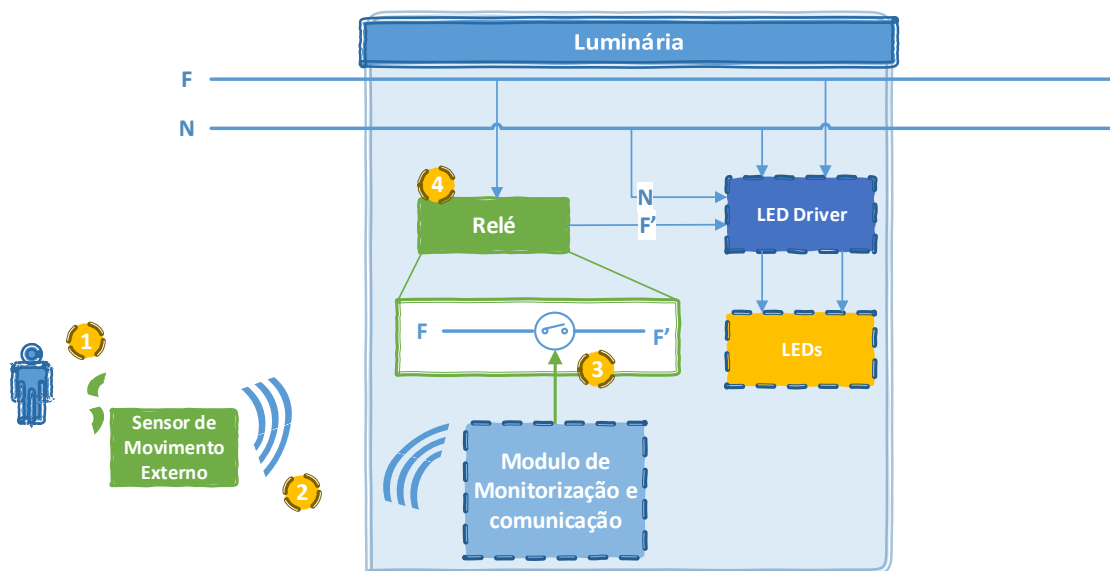 Luminária
F
N
4
Relé
N
F'
LED Driver
F
F'
3
LEDs
1
Sensor de
Movimento
Externo
2
Modulo de
Monitorização e
comunicação